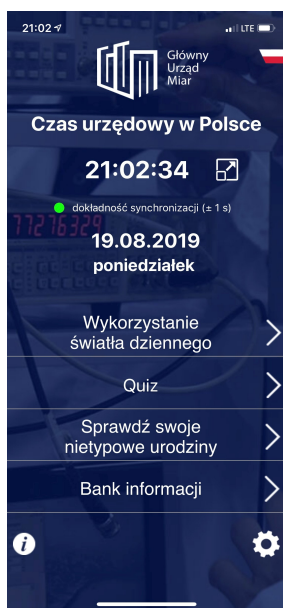 21:02
LTE
Główny
Urząd
Miar
Czas urzędowy w Polsce
21:02:34
dokładność synchronizacji (± 1 s)
77276329
19.08.2019
poniedziałek
Wykorzystanie
światła dziennego
Quiz
Sprawdź swoje
nietypowe urodziny
Bank informacji
i